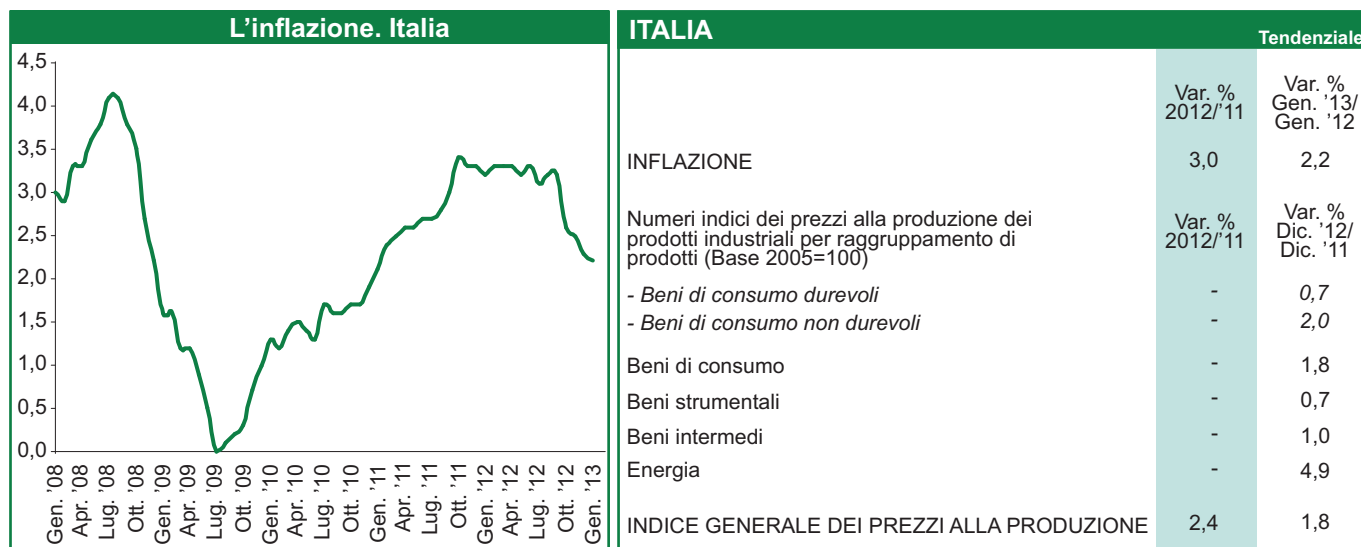 L'inflazione. Italia
4,5
4,0
3,5
3,0
2,5
2,0
1,5
1,0
0,5
0,0
Gen. '08
Apr. '08
Lug. '08
Ott. '08
Gen. '09
Apr. '09
Lug. '09
Ott. '09
Gen. '10
Apr. '10
Lug. '10
Ott. '10
Gen. '11
Apr. '11
Lug. '11
Ott. '11
Gen. '12
Apr. '12
Lug. '12
Ott. '12
Gen. '13
ITALIA
Tendenziale
Var. %
2012/'11
Var. %
Gen. '13/
Gen. '12
INFLAZIONE 3,0 2,2
Numeri indici dei prezzi alla produzione dei
prodotti industriali per raggruppamento di
prodotti (Base 2005=100)
Var. %
2012/'11
Var. %
Dic. '12/
Dic. '11
- Beni di consumo durevoli - 0,7
- Beni di consumo non durevoli - 2,0
Beni di consumo - 1,8
Beni strumentali - 0,7
Beni intermedi - 1,0
Energia - 4,9
INDICE GENERALE DEI PREZZI ALLA PRODUZIONE 2,4 1,8